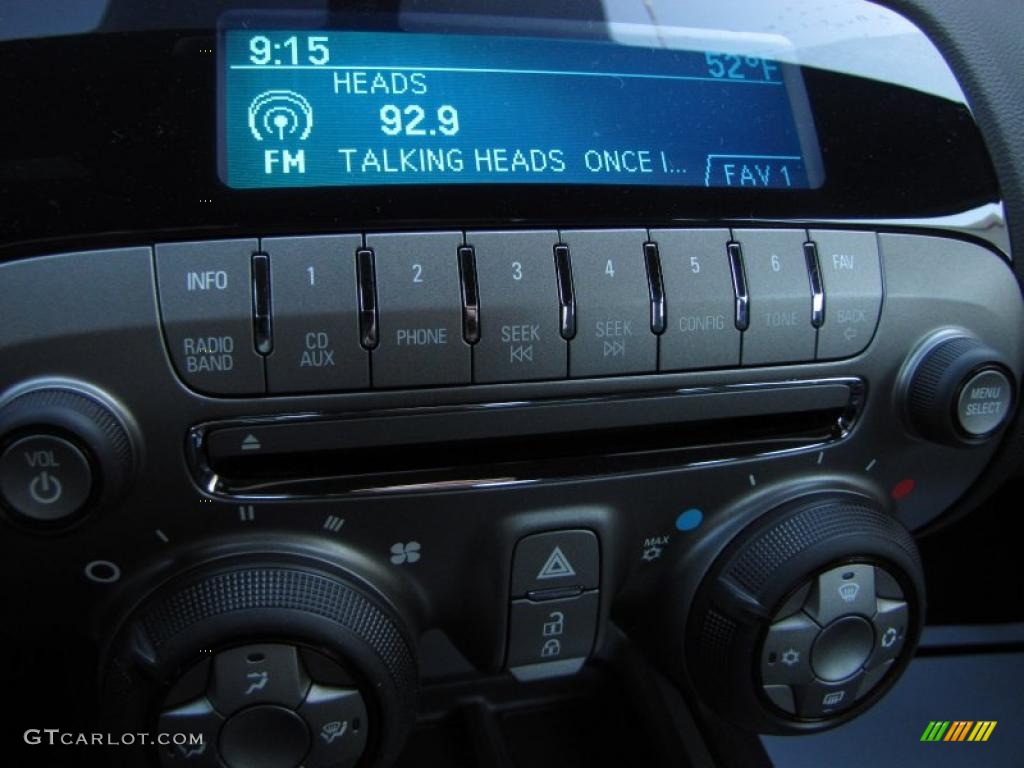 9:15
52°F
HEADS
92.9
FM
TALKING HEADS ONCE I...
FAV 1
INFO
1
2
3
4
5
6
FAV
RADIO
BAND
CD
AUX
PHONE
SEEK
SEEK
CONFIG
TONE
BACK
MENU
SELECT
VOL
MAX
GTCARLOT.COM